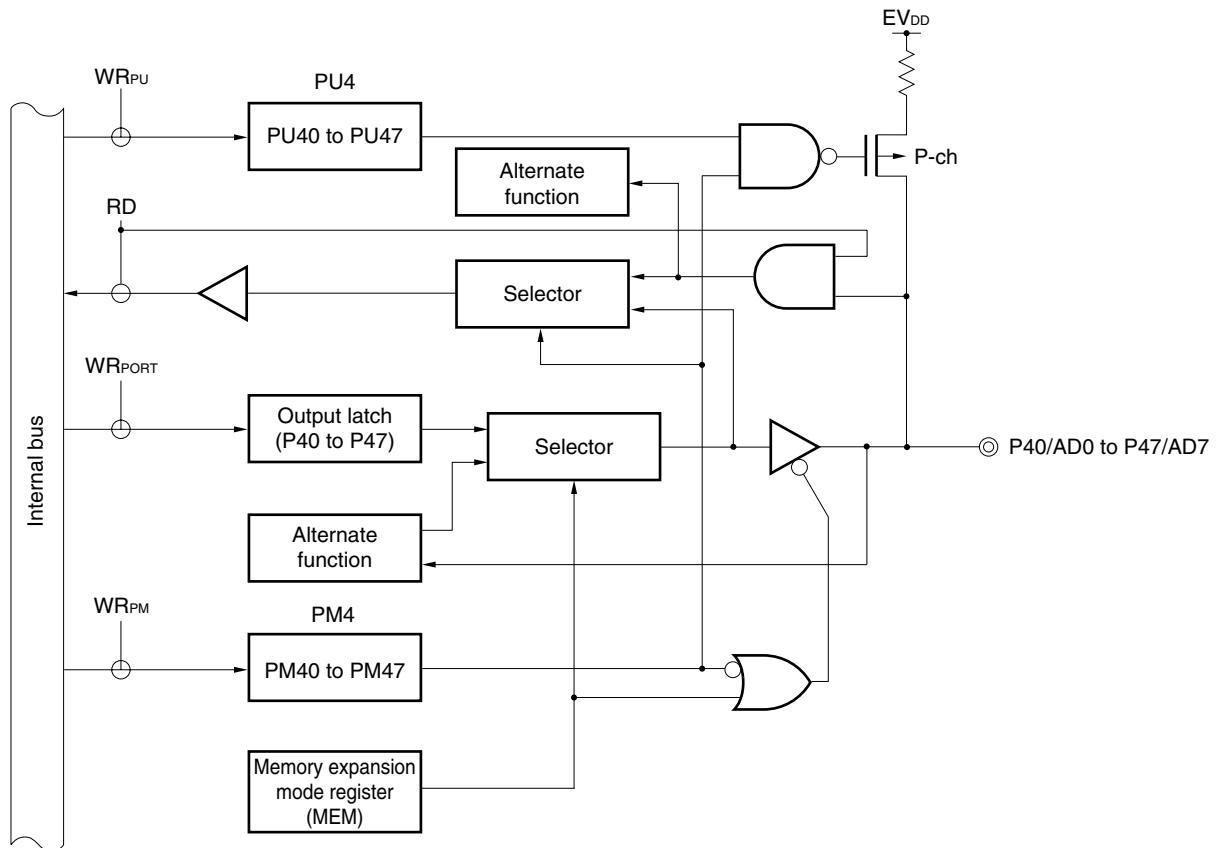 EVDD
WRPU
PU4
PU40 to PU47
P-ch
Alternate
function
RD
Selector
WRPORT
Output latch
(P40 to P47)
Selector
P40/AD0 to P47/AD7
Internal bus
Alternate
function
WRPM
PM4
PM40 to PM47
Memory expansion
mode register
(MEM)